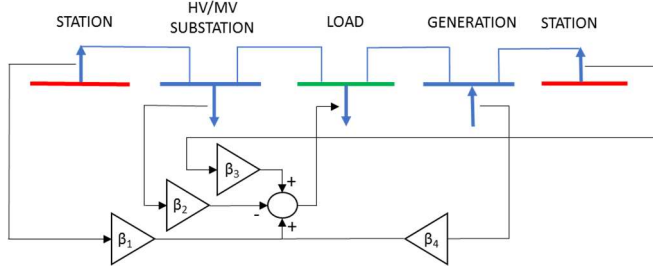 STATION
HV/MV
SUBSTATION
LOAD
GENERATION
STATION
β3
+
β2
-
+
β1
β4